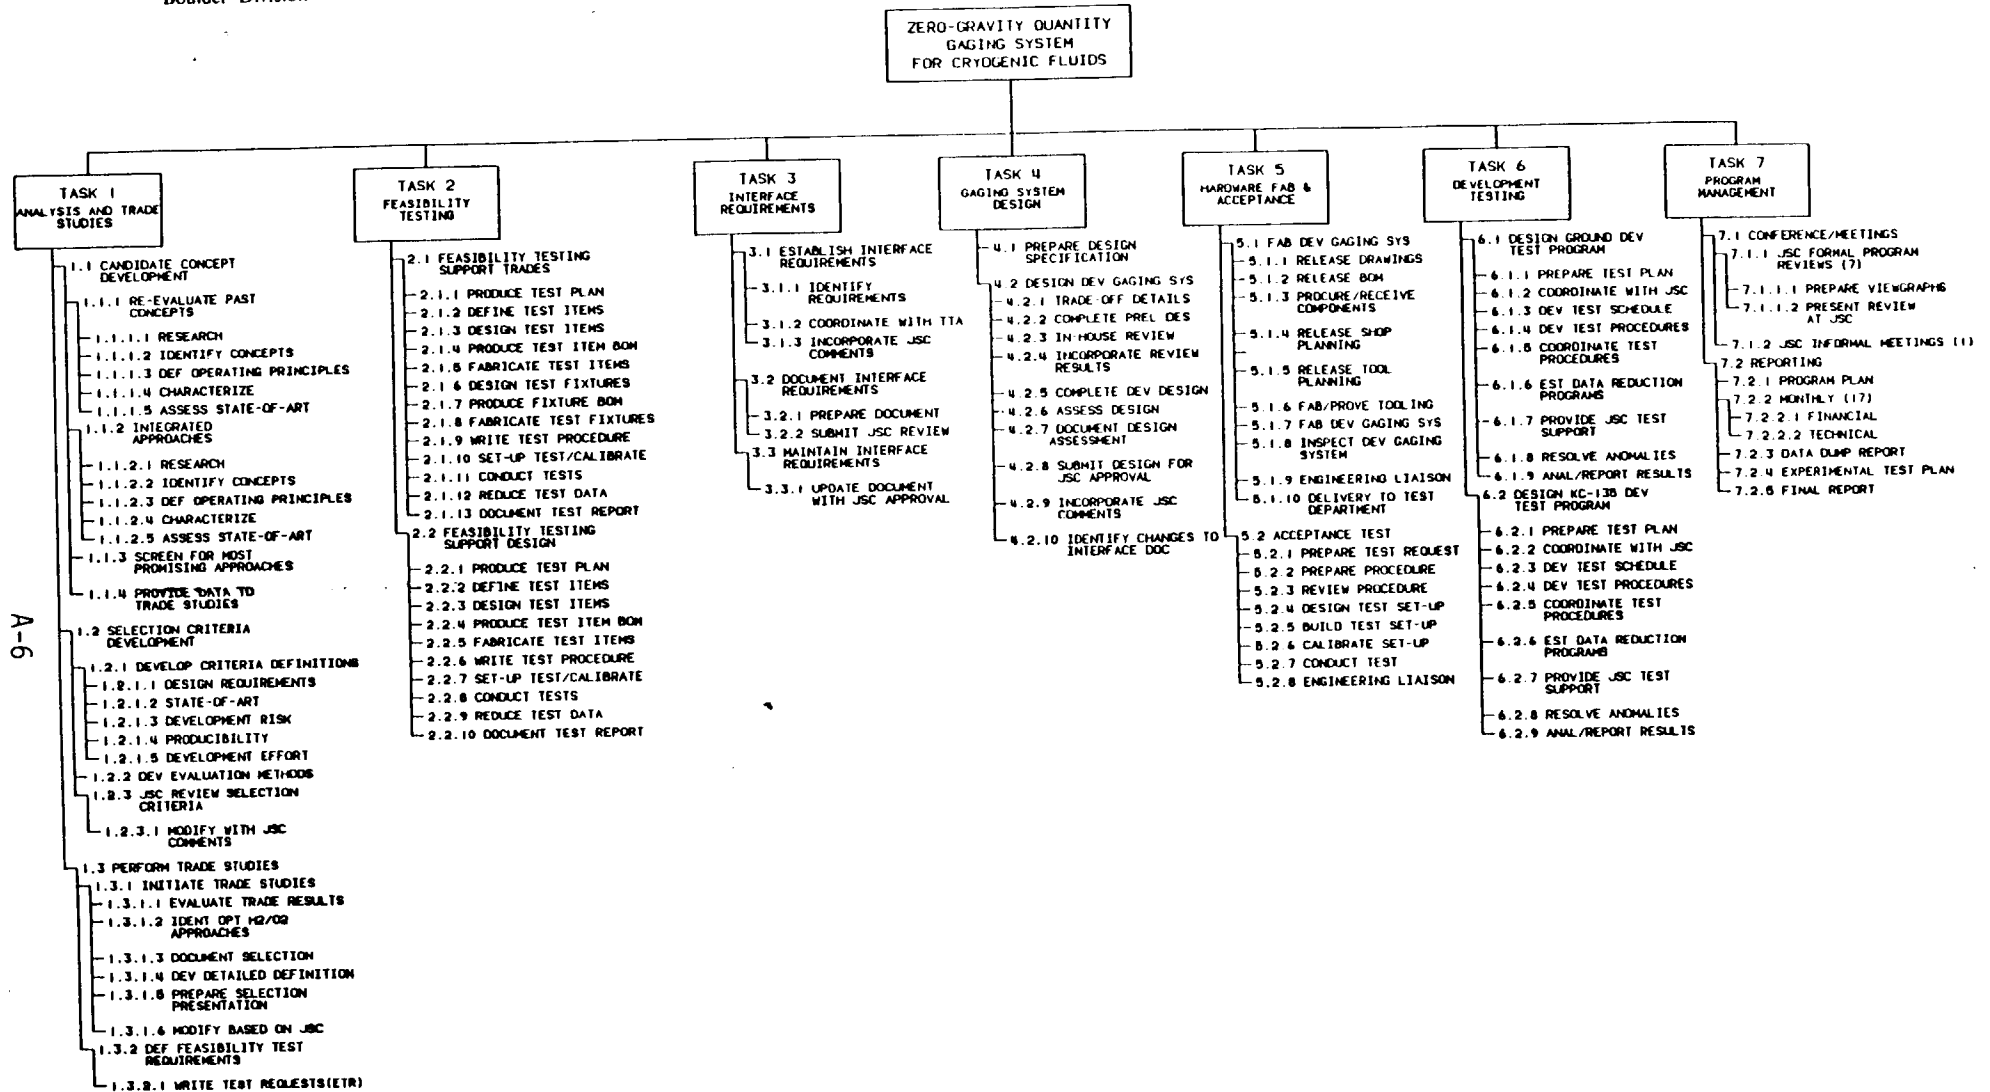 Boulder Division
ZERO-GRAVITY QUANTITY
GAGING SYSTEM
FOR CRYOGENIC FLUIDS
TASK 1
ANALYSIS AND TRADE
STUDIES
1.1 CANDIDATE CONCEPT
DEVELOPMENT
1.1.1 RE-EVALUATE PAST
CONCEPTS
1.1.1.1 RESEARCH
1.1.1.2 IDENTIFY CONCEPTS
1.1.1.3 DEF OPERATING PRINCIPLES
1.1.1.4 CHARACTERIZE
1.1.1.5 ASSESS STATE-OF-ART
1.1.2 INTEGRATED
APPROACHES
1.1.2.1 RESEARCH
1.1.2.2 IDENTIFY CONCEPTS
1.1.2.3 DEF OPERATING PRINCIPLES
1.1.2.4 CHARACTERIZE
1.1.2.5 ASSESS STATE-OF-ART
1.1.3 SCREEN FOR MOST
PROMISING APPROACHES
1.1.4 PROVIDE DATA TO
TRADE STUDIES
1.2 SELECTION CRITERIA
DEVELOPMENT
1.2.1 DEVELOP CRITERIA DEFINITIONS
1.2.1.1 DESIGN REQUIREMENTS
1.2.1.2 STATE-OF-ART
1.2.1.3 DEVELOPMENT RISK
1.2.1.4 PRODUCIBILITY
1.2.1.5 DEVELOPMENT EFFORT
1.2.2 DEV EVALUATION METHODS
1.2.3 JSC REVIEW SELECTION
CRITERIA
1.2.3.1 MODIFY WITH JSC
COMMENTS
1.3 PERFORM TRADE STUDIES
1.3.1 INITIATE TRADE STUDIES
1.3.1.1 EVALUATE TRADE RESULTS
1.3.1.2 IDENT OPT H2/O2
APPROACHES
1.3.1.3 DOCUMENT SELECTION
1.3.1.4 DEV DETAILED DEFINITION
1.3.1.5 PREPARE SELECTION
PRESENTATION
1.3.1.6 MODIFY BASED ON JSC
1.3.2 DEF FEASIBILITY TEST
REQUIREMENTS
1.3.2.1 WRITE TEST REQUESTS(ETR)
TASK 2
FEASIBILITY
TESTING
2.1 FEASIBILITY TESTING
SUPPORT TRADES
2.1.1 PRODUCE TEST PLAN
2.1.2 DEFINE TEST ITEMS
2.1.3 DESIGN TEST ITEMS
2.1.4 PRODUCE TEST ITEM BOM
2.1.5 FABRICATE TEST ITEMS
2.1.6 DESIGN TEST FIXTURES
2.1.7 PRODUCE FIXTURE BOM
2.1.8 FABRICATE TEST FIXTURES
2.1.9 WRITE TEST PROCEDURE
2.1.10 SET-UP TEST/CALIBRATE
2.1.11 CONDUCT TESTS
2.1.12 REDUCE TEST DATA
2.1.13 DOCUMENT TEST REPORT
2.2 FEASIBILITY TESTING
SUPPORT DESIGN
2.2.1 PRODUCE TEST PLAN
2.2.2 DEFINE TEST ITEMS
2.2.3 DESIGN TEST ITEMS
2.2.4 PRODUCE TEST ITEM BOM
2.2.5 FABRICATE TEST ITEMS
2.2.6 WRITE TEST PROCEDURE
2.2.7 SET-UP TEST/CALIBRATE
2.2.8 CONDUCT TESTS
2.2.9 REDUCE TEST DATA
2.2.10 DOCUMENT TEST REPORT
TASK 3
INTERFACE
REQUIREMENTS
3.1 ESTABLISH INTERFACE
REQUIREMENTS
3.1.1 IDENTIFY
REQUIREMENTS
3.1.2 COORDINATE WITH TTA
3.1.3 INCORPORATE JSC
COMMENTS
3.2 DOCUMENT INTERFACE
REQUIREMENTS
3.2.1 PREPARE DOCUMENT
3.2.2 SUBMIT JSC REVIEW
3.3 MAINTAIN INTERFACE
REQUIREMENTS
3.3.1 UPDATE DOCUMENT
WITH JSC APPROVAL
TASK 4
GAGING SYSTEM
DESIGN
4.1 PREPARE DESIGN
SPECIFICATION
4.2 DESIGN DEV GAGING SYS
4.2.1 TRADE-OFF DETAILS
4.2.2 COMPLETE PREL DES
4.2.3 IN-HOUSE REVIEW
4.2.4 INCORPORATE REVIEW
RESULTS
4.2.5 COMPLETE DEV DESIGN
4.2.6 ASSESS DESIGN
4.2.7 DOCUMENT DESIGN
ASSESSMENT
4.2.8 SUBMIT DESIGN FOR
JSC APPROVAL
4.2.9 INCORPORATE JSC
COMMENTS
4.2.10 IDENTIFY CHANGES TO
INTERFACE DOC
TASK 5
HARDWARE FAB &
ACCEPTANCE
5.1 FAB DEV GAGING SYS
5.1.1 RELEASE DRAWINGS
5.1.2 RELEASE BOM
5.1.3 PROCURE/RECEIVE
COMPONENTS
5.1.4 RELEASE SHOP
PLANNING
5.1.5 RELEASE TOOL
PLANNING
5.1.6 FAB/PROVE TOOLING
5.1.7 FAB DEV GAGING SYS
5.1.8 INSPECT DEV GAGING
SYSTEM
5.1.9 ENGINEERING LIAISON
5.1.10 DELIVERY TO TEST
DEPARTMENT
5.2 ACCEPTANCE TEST
5.2.1 PREPARE TEST REQUEST
5.2.2 PREPARE PROCEDURE
5.2.3 REVIEW PROCEDURE
5.2.4 DESIGN TEST SET-UP
5.2.5 BUILD TEST SET-UP
5.2.6 CALIBRATE SET-UP
5.2.7 CONDUCT TEST
5.2.8 ENGINEERING LIAISON
TASK 6
DEVELOPMENT
TESTING
6.1 DESIGN GROUND DEV
TEST PROGRAM
6.1.1 PREPARE TEST PLAN
6.1.2 COORDINATE WITH JSC
6.1.3 DEV TEST SCHEDULE
6.1.4 DEV TEST PROCEDURES
6.1.5 COORDINATE TEST
PROCEDURES
6.1.6 EST DATA REDUCTION
PROGRAMS
6.1.7 PROVIDE JSC TEST
SUPPORT
6.1.8 RESOLVE ANOMALIES
6.1.9 ANAL/REPORT RESULTS
6.2 DESIGN KC-135 DEV
TEST PROGRAM
6.2.1 PREPARE TEST PLAN
6.2.2 COORDINATE WITH JSC
6.2.3 DEV TEST SCHEDULE
6.2.4 DEV TEST PROCEDURES
6.2.5 COORDINATE TEST
PROCEDURES
6.2.6 EST DATA REDUCTION
PROGRAMS
6.2.7 PROVIDE JSC TEST
SUPPORT
6.2.8 RESOLVE ANOMALIES
6.2.9 ANAL/REPORT RESULTS
TASK 7
PROGRAM
MANAGEMENT
7.1 CONFERENCE/MEETINGS
7.1.1 JSC FORMAL PROGRAM
REVIEWS (7)
7.1.1.1 PREPARE VIEWGRAPHS
7.1.1.2 PRESENT REVIEW
AT JSC
7.1.2 JSC INFORMAL MEETINGS (1)
7.2 REPORTING
7.2.1 PROGRAM PLAN
7.2.2 MONTHLY (17)
7.2.2.1 FINANCIAL
7.2.2.2 TECHNICAL
7.2.3 DATA DUMP REPORT
7.2.4 EXPERIMENTAL TEST PLAN
7.2.5 FINAL REPORT
A-6